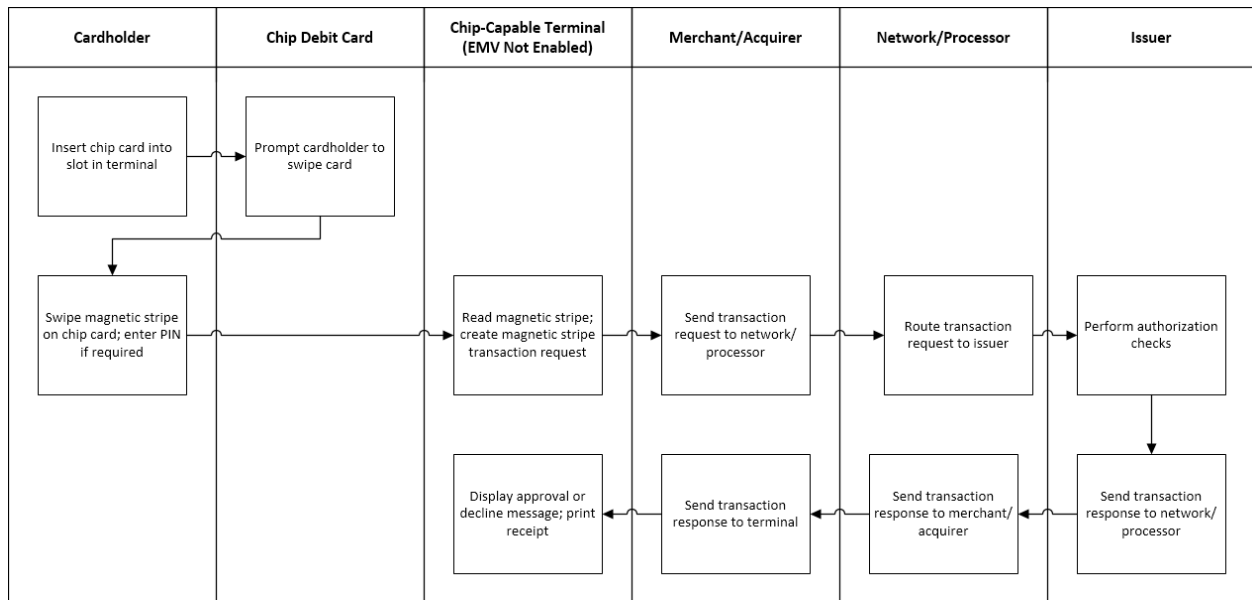 Cardholder
Chip Debit Card
Chip-Capable Terminal
(EMV Not Enabled)
Merchant/Acquirer
Network/Processor
Issuer
Insert chip card into
slot in terminal
Prompt cardholder to
swipe card
Swipe magnetic stripe
on chip card; enter PIN
if required
Read magnetic stripe;
create magnetic stripe
transaction request
Send transaction
request to network/
processor
Route transaction
request to issuer
Perform authorization
checks
Display approval or
decline message; print
receipt
Send transaction
response to terminal
Send transaction
response to merchant/
acquirer
Send transaction
response to network/
processor